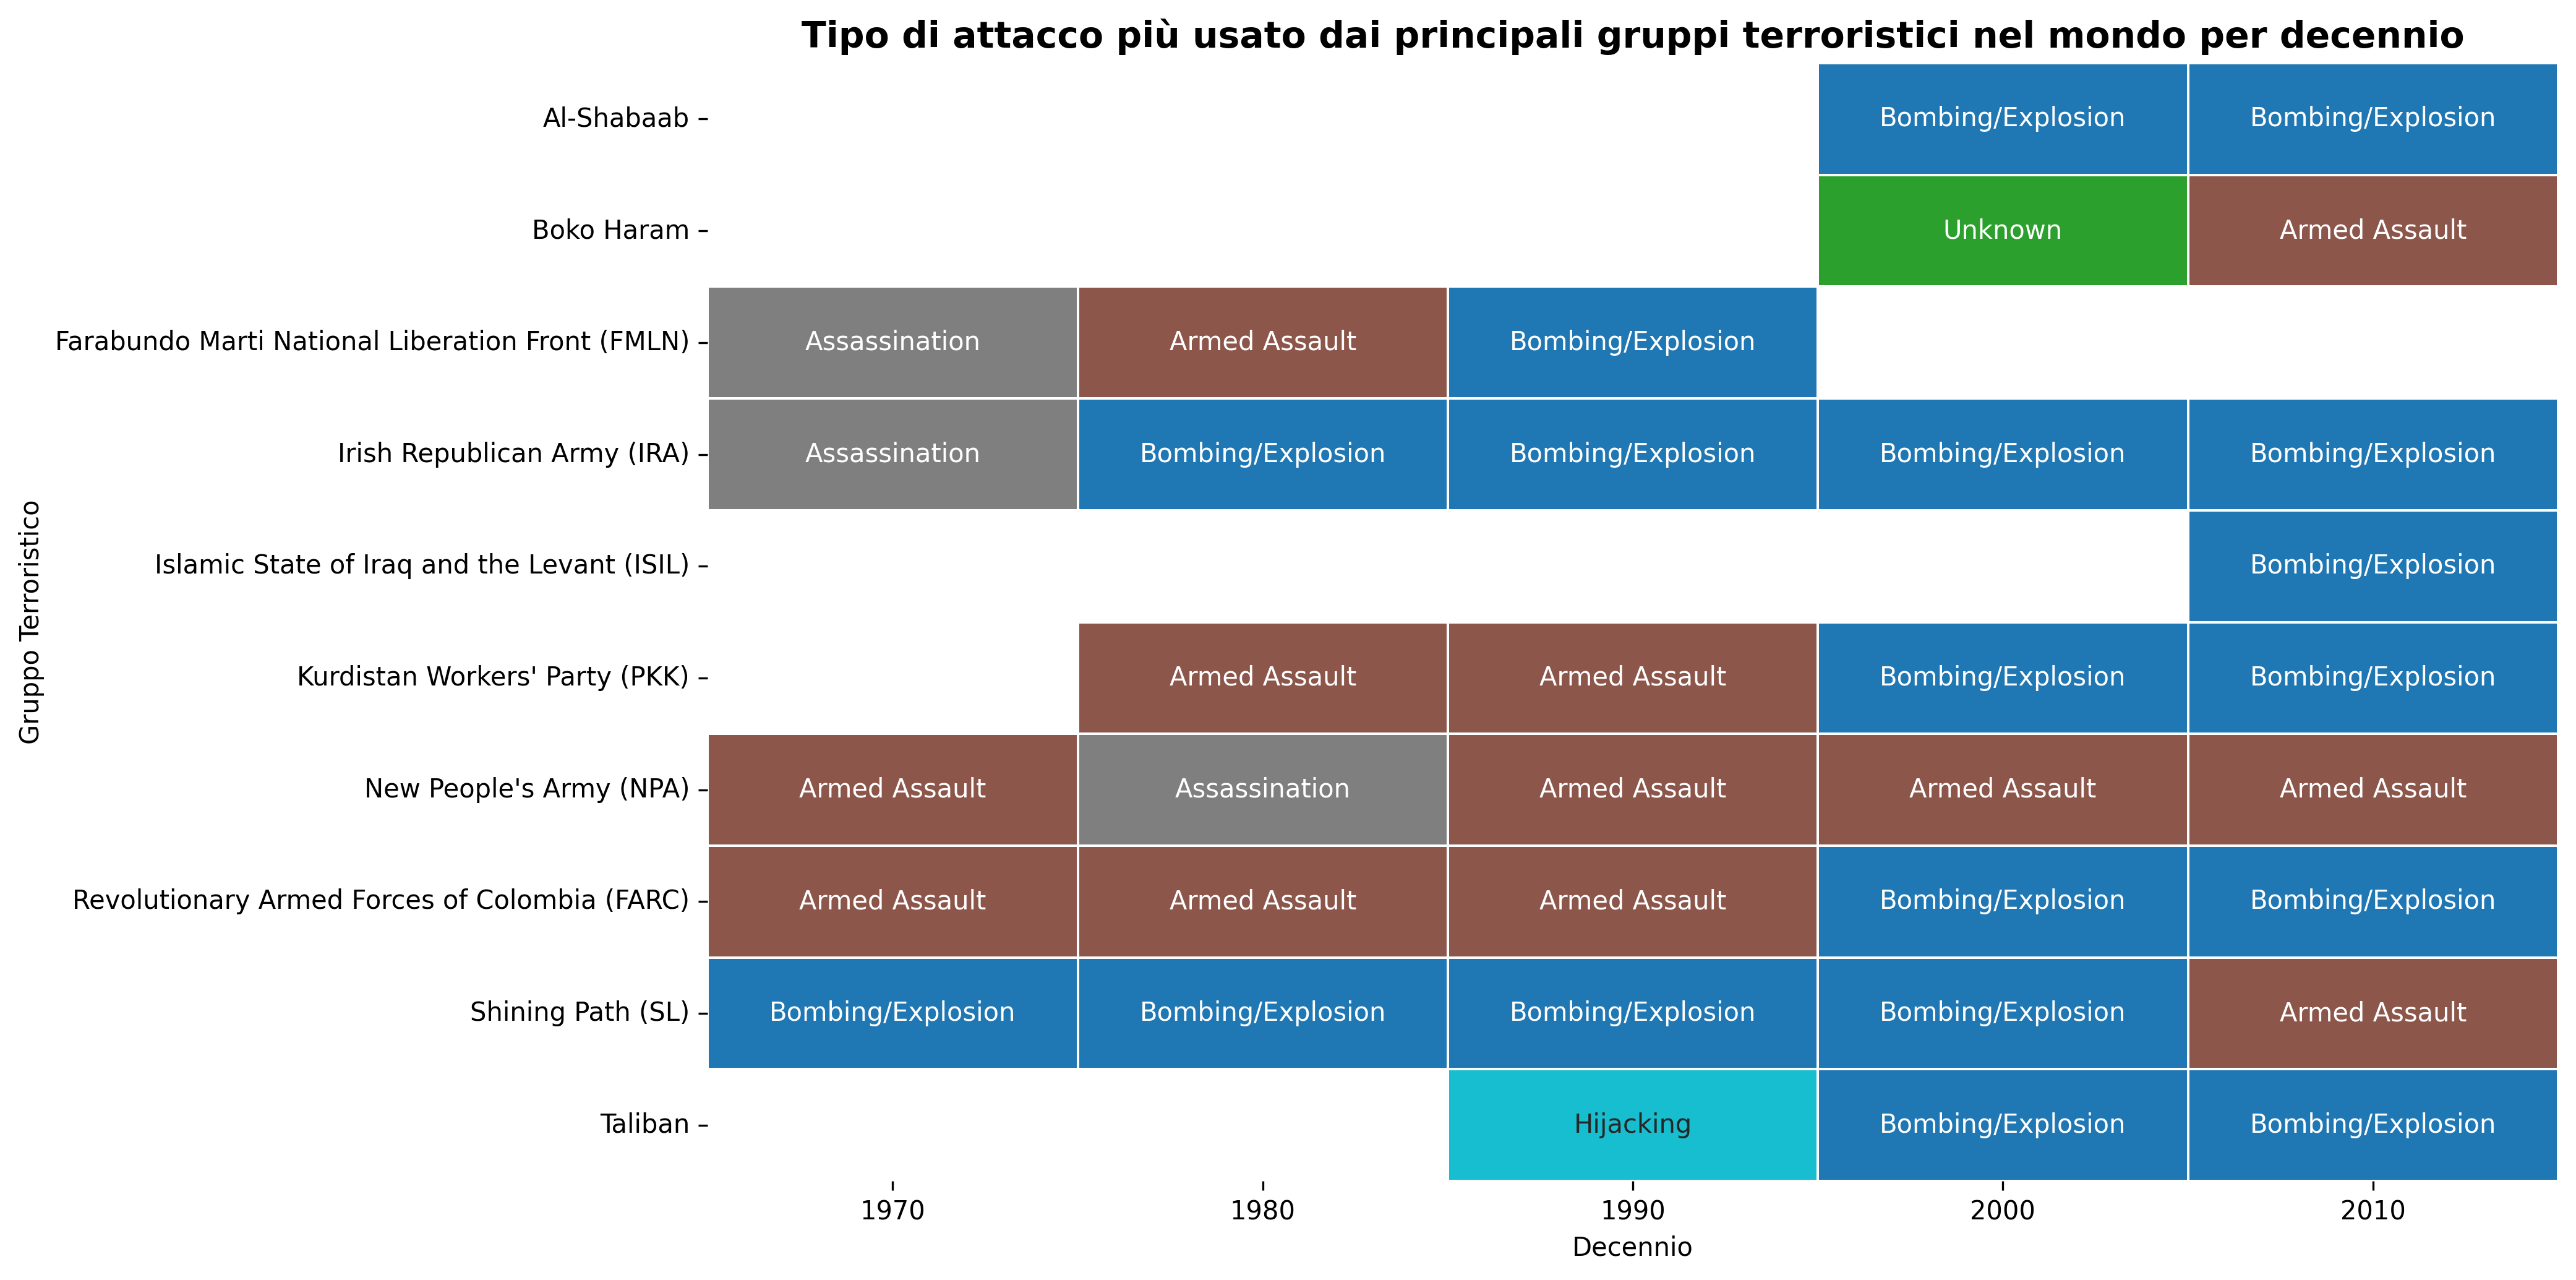 Tipo di attacco più usato dai principali gruppi terroristici nel mondo per decennio
Gruppo Terroristico
Al-Shabaab
Bombing/Explosion
Bombing/Explosion
Boko Haram
Unknown
Armed Assault
Farabundo Marti National Liberation Front (FMLN)
Assassination
Armed Assault
Bombing/Explosion
Irish Republican Army (IRA)
Assassination
Bombing/Explosion
Bombing/Explosion
Bombing/Explosion
Bombing/Explosion
Islamic State of Iraq and the Levant (ISIL)
Bombing/Explosion
Kurdistan Workers' Party (PKK)
Armed Assault
Armed Assault
Bombing/Explosion
Bombing/Explosion
New People's Army (NPA)
Armed Assault
Assassination
Armed Assault
Armed Assault
Armed Assault
Revolutionary Armed Forces of Colombia (FARC)
Armed Assault
Armed Assault
Armed Assault
Bombing/Explosion
Bombing/Explosion
Shining Path (SL)
Bombing/Explosion
Bombing/Explosion
Bombing/Explosion
Bombing/Explosion
Armed Assault
Taliban
Hijacking
Bombing/Explosion
Bombing/Explosion
1970
1980
1990
2000
2010
Decennio